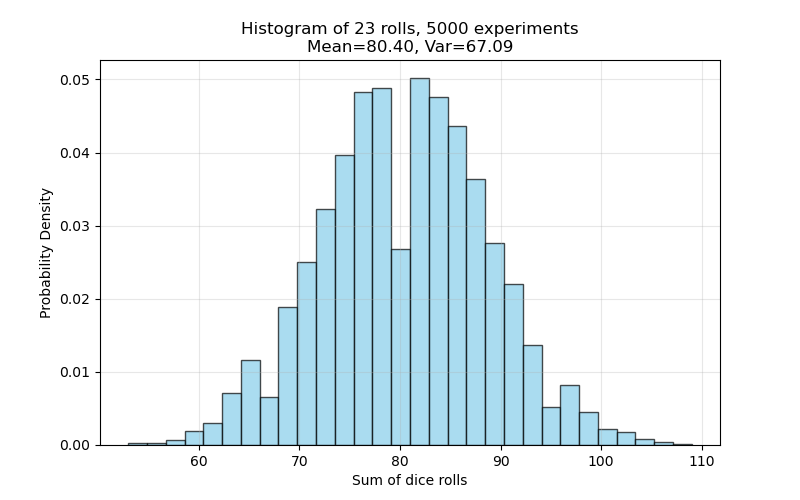 Histogram of 23 rolls, 5000 experiments
Mean=80.40, Var=67.09
Probability Density
0.05
0.04
0.03
0.02
0.01
0.00
60 70 80 90 100 110
Sum of dice rolls